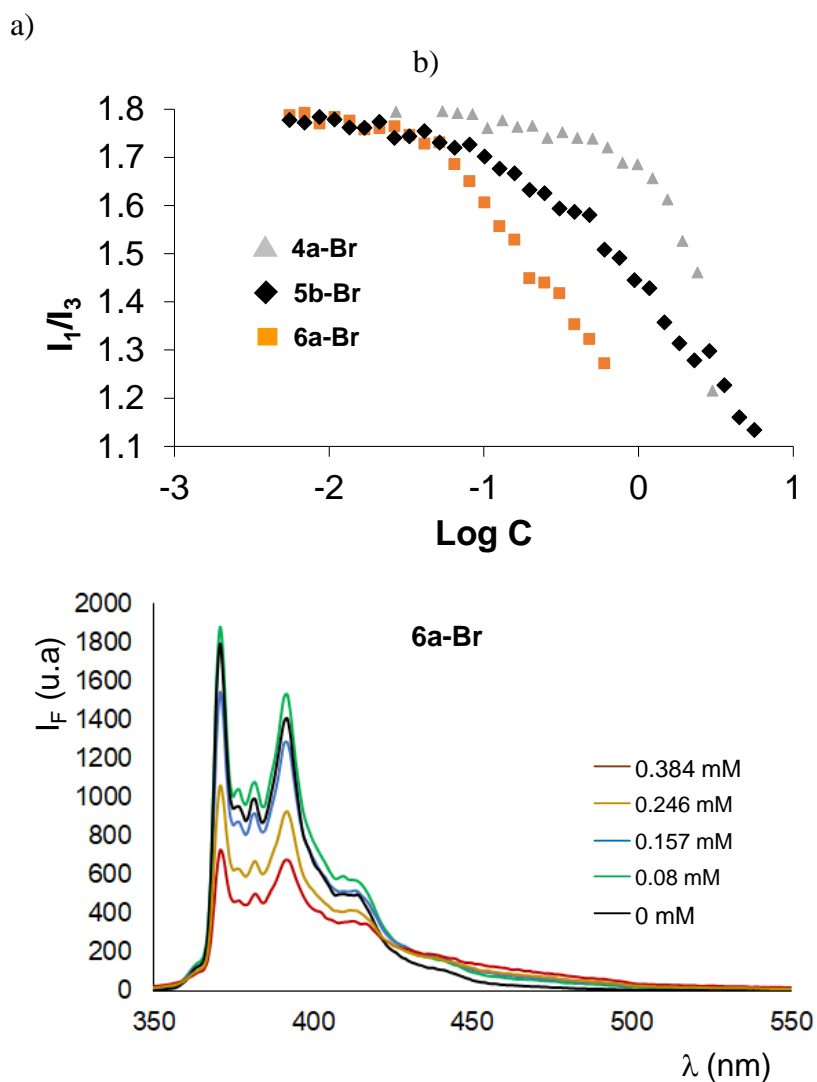 a)
b)
1.8
1.7
1.6
1.5
1.4
1.3
1.2
1.1
I1/I3
4a-Br
5b-Br
6a-Br
-3 -2 -1 0 1
Log C
2000
1800
1600
1400
1200
1000
800
600
400
200
0
IF (u.a)
6a-Br
0.384 mM
0.246 mM
0.157 mM
0.08 mM
0 mM
350 400 450 500 550
λ (nm)